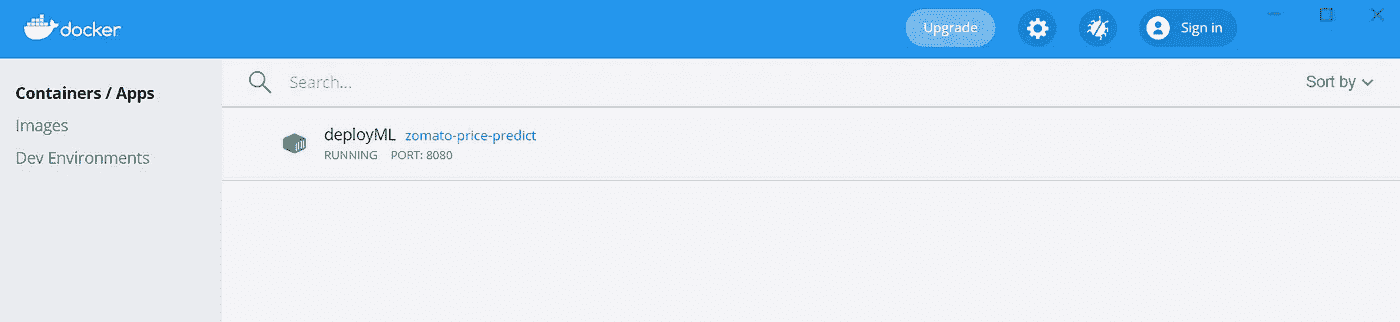 docker Upgrade Sign in
Search... Sort by
Containers / Apps
Images
Dev Environments
deployML zomato-price-predict
RUNNING PORT: 8080